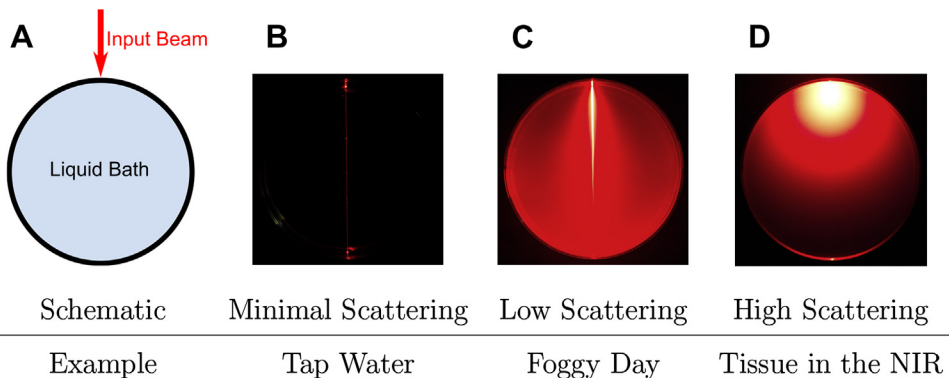 A
Input Beam
Liquid Bath
B
C
D
Schematic
Minimal Scattering
Low Scattering
High Scattering
Example
Tap Water
Foggy Day
Tissue in the NIR